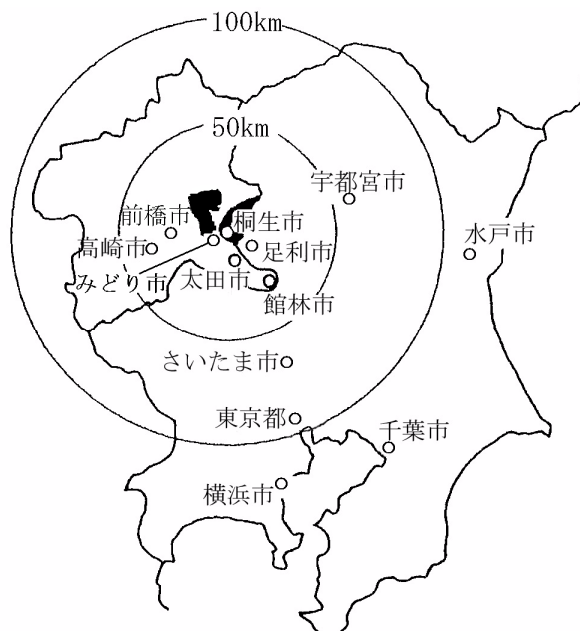 100km
50km
宇都宮市
前橋市
桐生市
水戸市
高崎市
足利市
みどり市
太田市
館林市
さいたま市
東京都
千葉市
横浜市